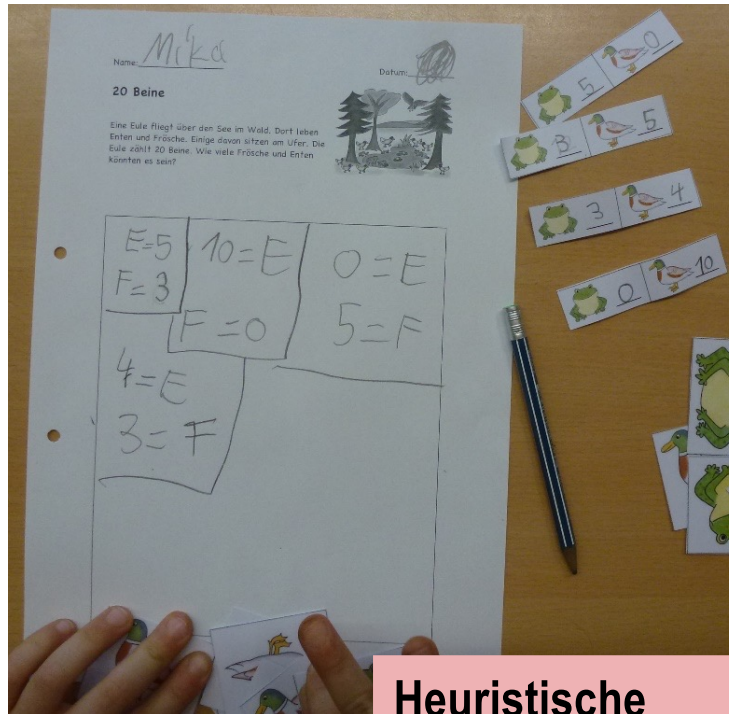 Name: Mika
Datum:
20 Beine
Eine Eule fliegt über den See im Wald. Dort leben
Enten und Frösche. Einige davon sitzen am Ufer. Die
Eule zählt 20 Beine. Wie viele Frösche und Enten
könnten es sein?
E=5
F=3
10=E
F=0
0=E
5=F
4=E
3=F
5 0
3 5
3 4
0 10
Heuristische